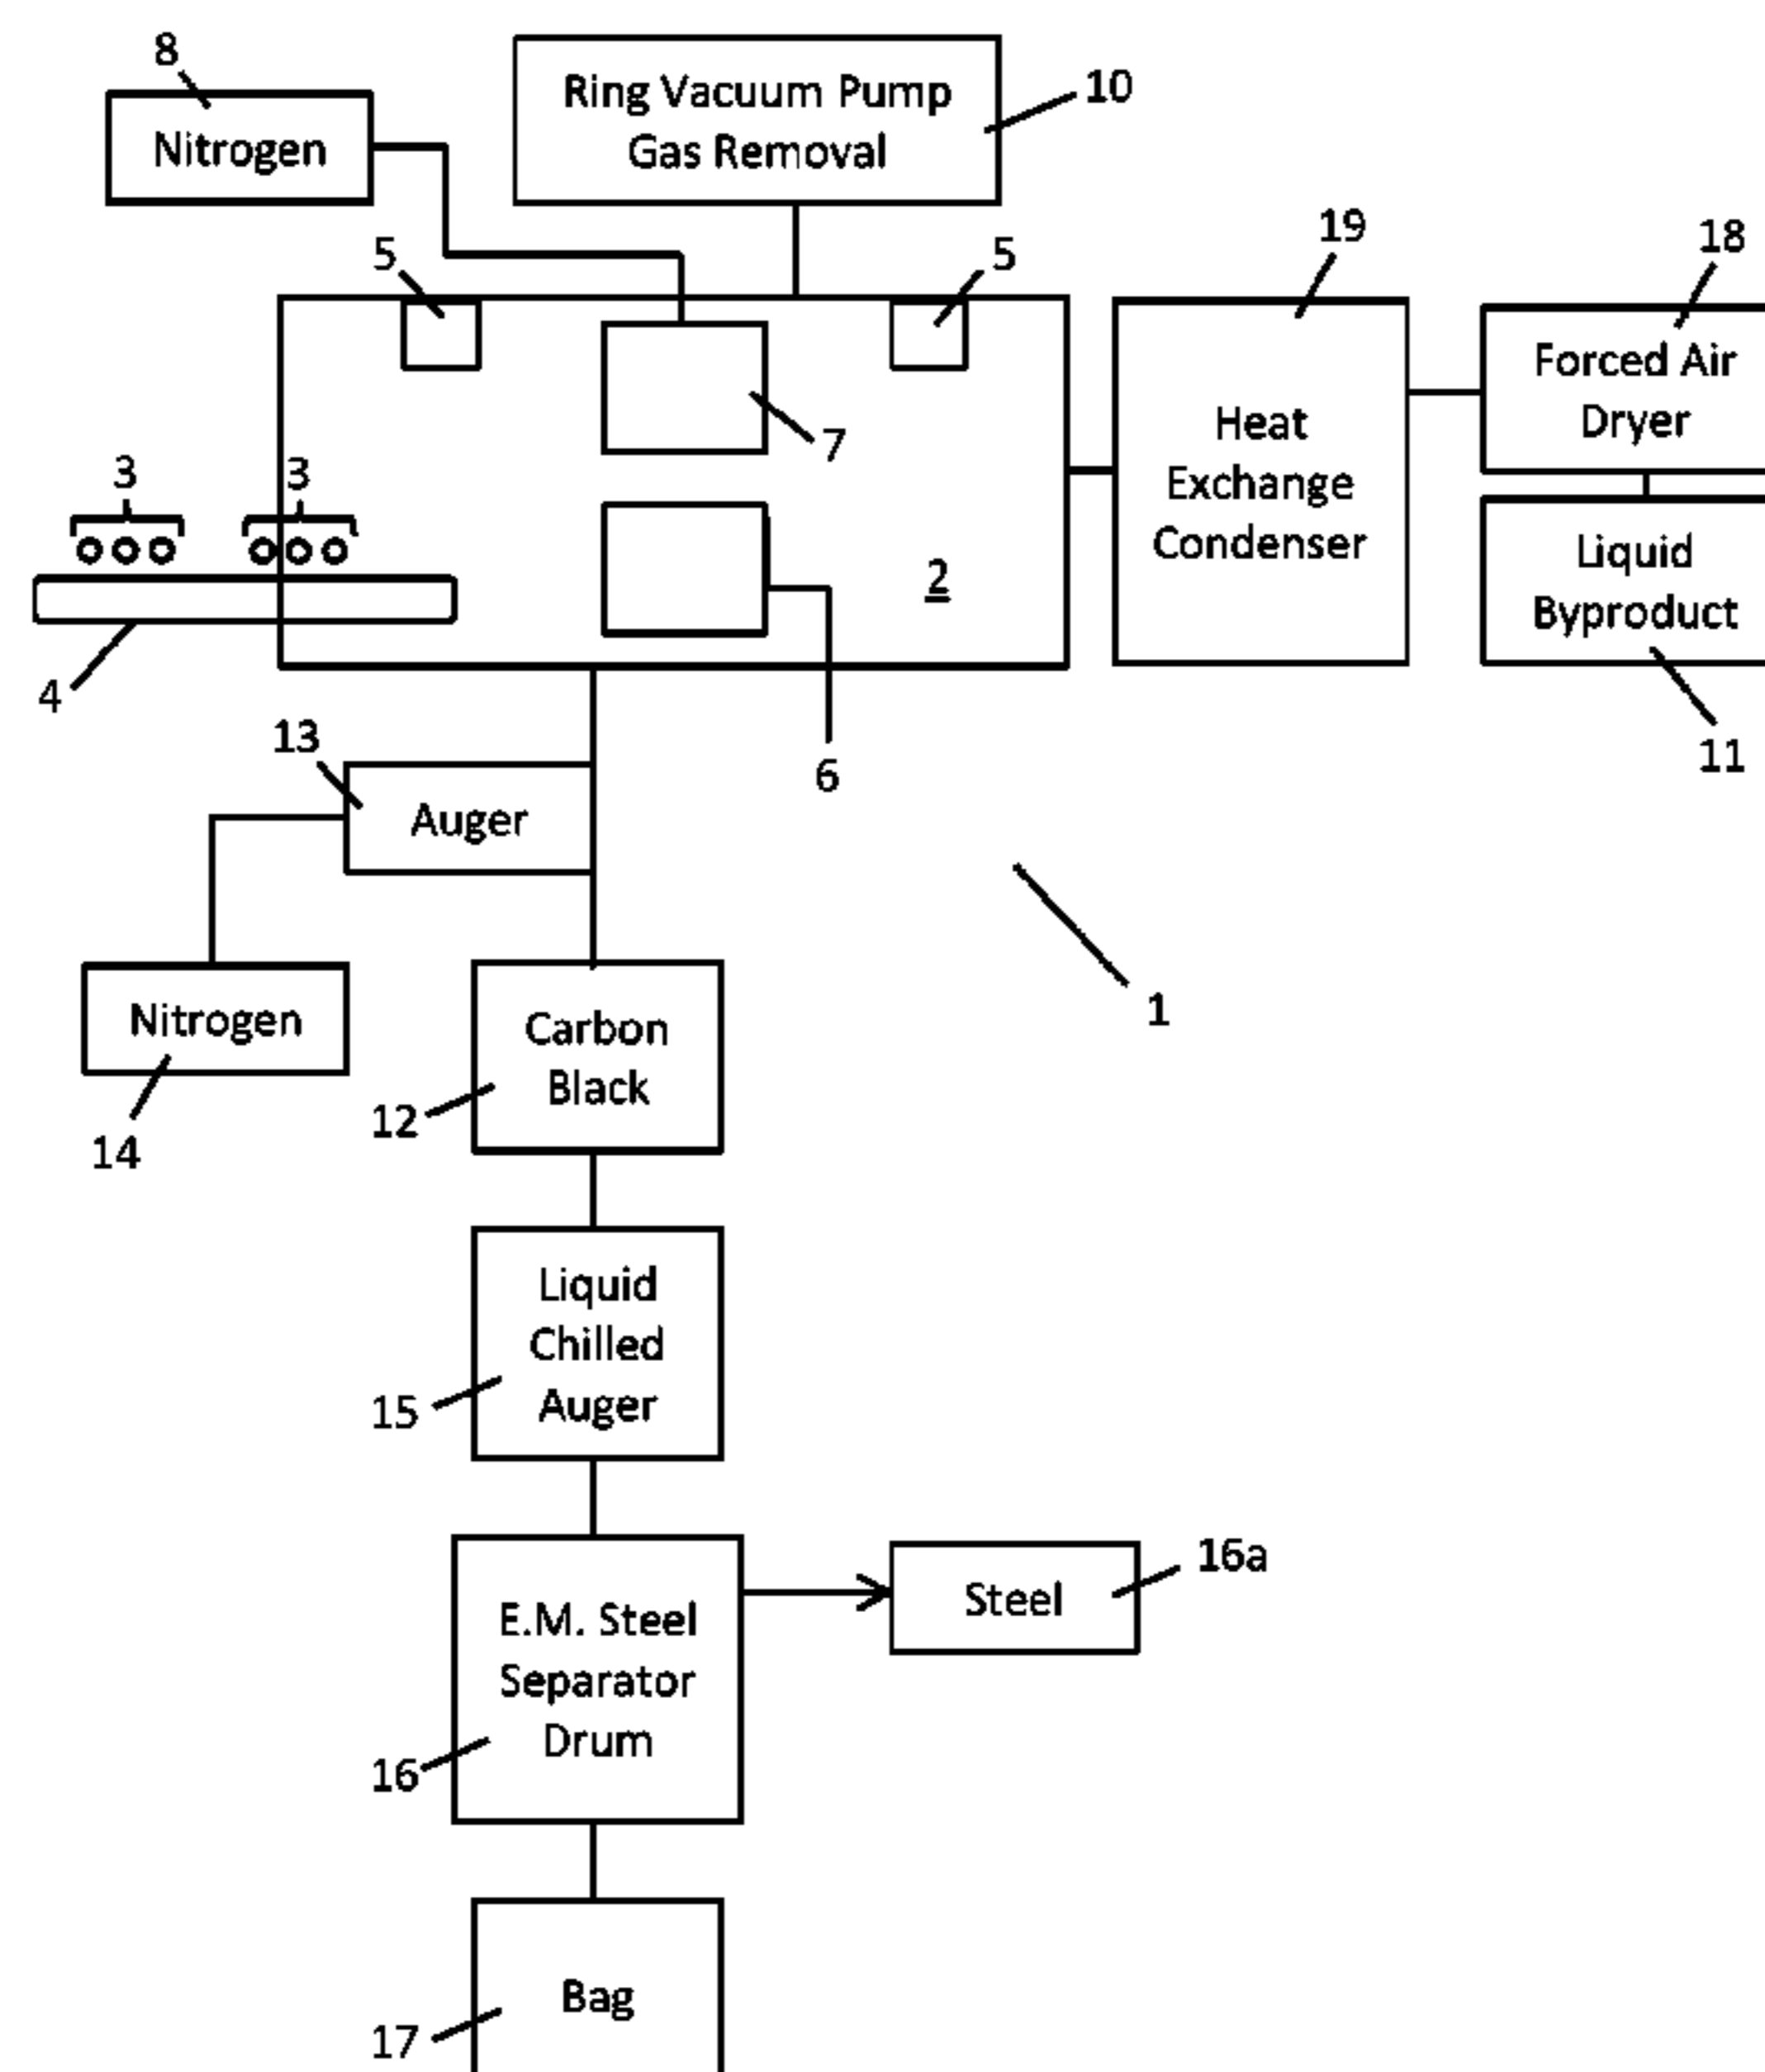 8
Nitrogen
Ring Vacuum Pump
Gas Removal
10
5
5
19
18
Heat
Exchange
Condenser
Forced Air
Dryer
Liquid
Byproduct
11
7
3
3
2
4
6
13
Auger
Nitrogen
14
1
Carbon
Black
12
Liquid
Chilled
Auger
15
E.M. Steel
Separator
Drum
16
Steel
16a
Bag
17